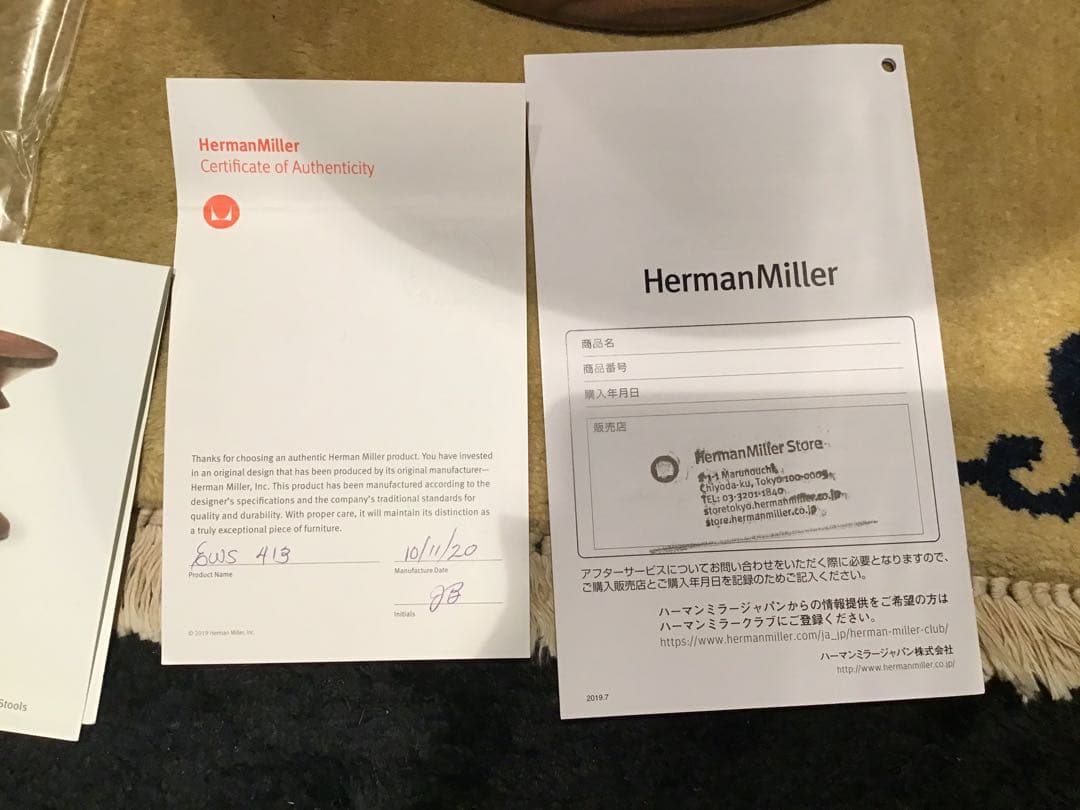 HermanMiller
Certificate of Authenticity
Thanks for choosing an authentic Herman Miller product. You have invested
in an original design that has been produced by its original manufacturer—
Herman Miller, Inc. This product has been manufactured according to the
designer's specifications and the company's traditional standards for
quality and durability. With proper care, it will maintain its distinction as
a truly exceptional piece of furniture.
SWS 413
Product Name
10/11/20
Manufacture Date
JB
Initials
© 2019 Herman Miller, Inc.
Stools
HermanMiller
商品名
商品番号
購入年月日
販売店
HermanMiller Store
Marunouchi
Chiyoda-ku, Tokyo 100-0005
TEL: 03-3201-1840
storetokyo.hermanmiller.co.jp
store.hermanmiller.co.jp
アフターサービスについてお問い合わせをいただく際に必要となりますので、
ご購入販売店とご購入年月日を記録のためご記入ください。
ハーマンミラージャパンからの情報提供をご希望の方は
ハーマンミラークラブにご登録ください。
https://www.hermanmiller.com/ja_jp/herman-miller-club/
ハーマンミラージャパン株式会社
http://www.hermanmiller.co.jp/
2019.7